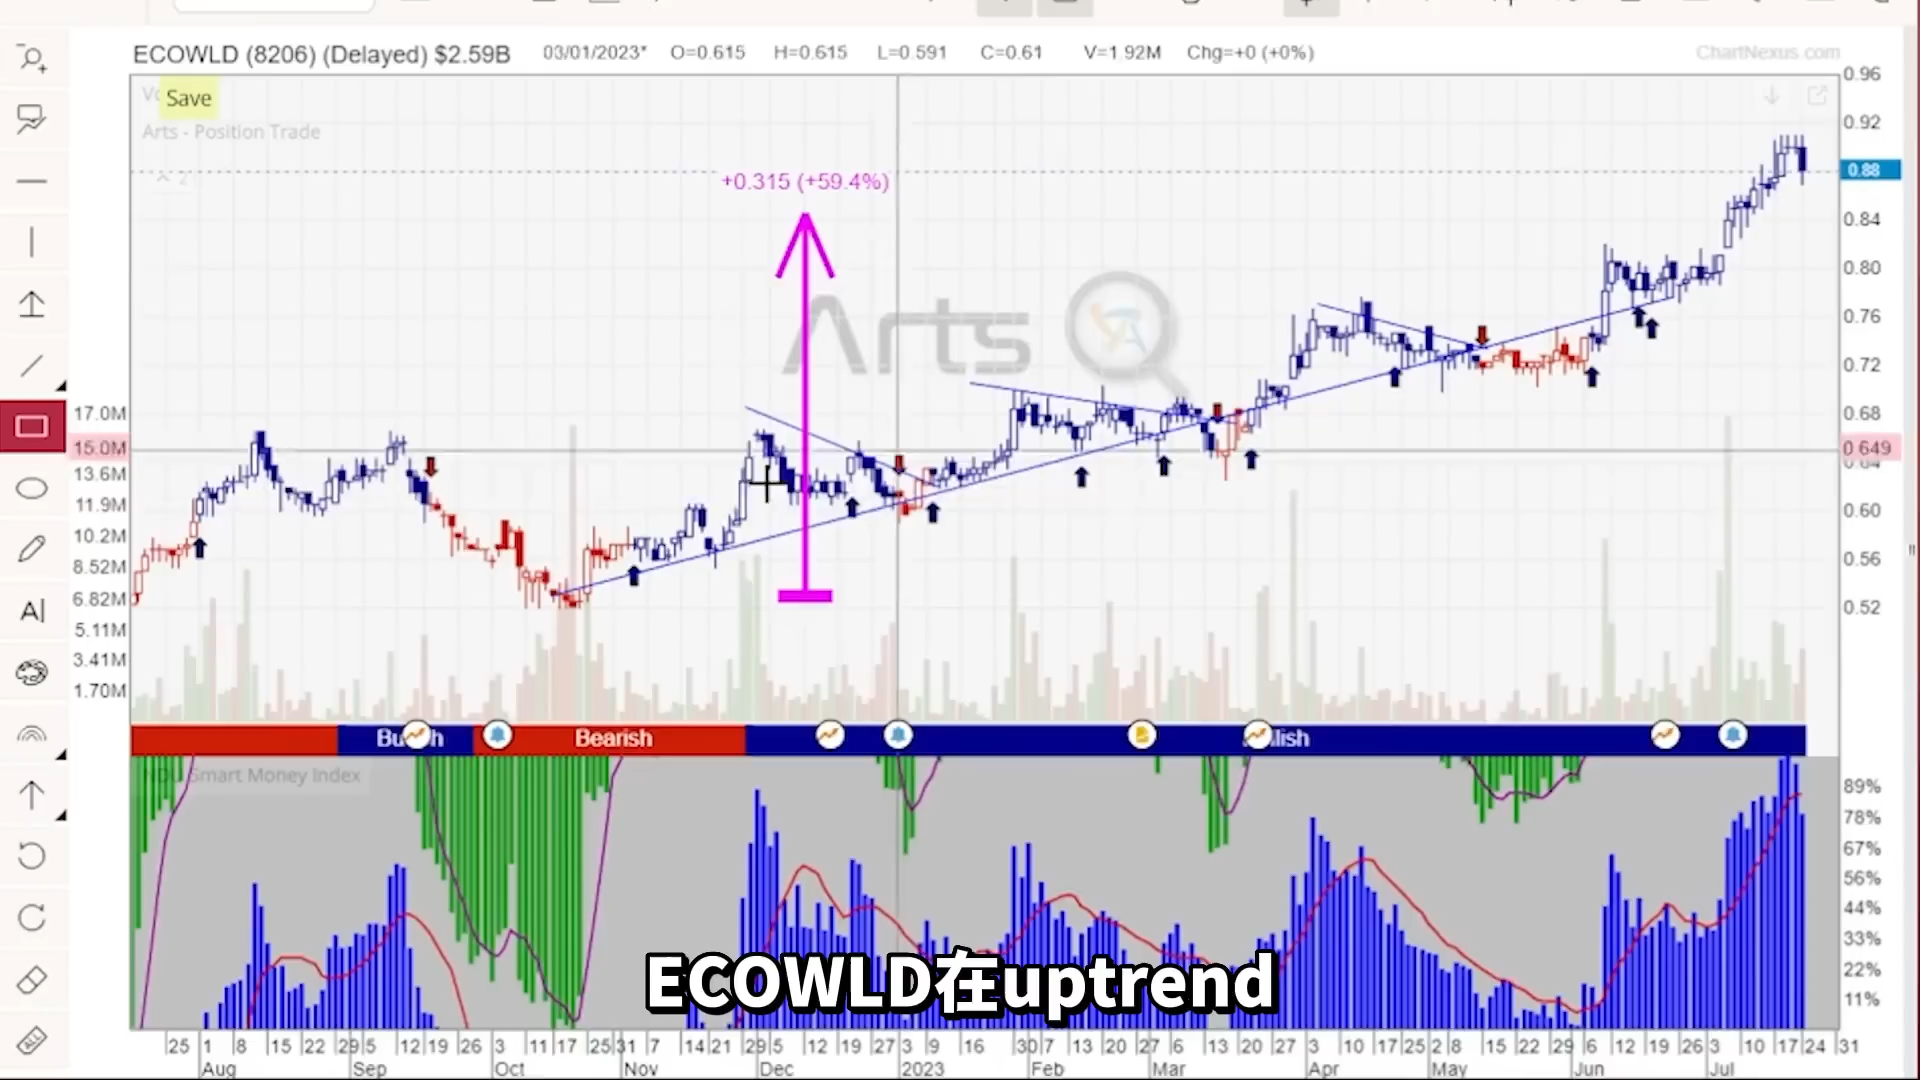 ECOWLD (8206) (Delayed) $2.59B 03/01/2023* O=0.615 H=0.615 L=0.591 C=0.61 V=1.92M Chg=+0 (+0%) ChartNexus.com
Save
Arts - Position Trade
2
+0.315 (+59.4%)
Arts
0.96
0.92
0.88
0.84
0.80
0.76
0.72
0.68
0.649
0.60
0.56
0.52
17.0M
15.0M
13.6M
11.9M
10.2M
8.52M
6.82M
5.11M
3.41M
1.70M
A|
ALL
Bearish
Smart Money Index
89%
78%
67%
56%
44%
33%
22%
11%
ECOWLD在uptrend
25 1 8 15 22 29 5 12 19 26 3 11 17 25 31 7 14 21 29 5 12 19 27 3 9 16 30 7 13 20 27 6 13 20 27 3 10 17 25 2 8 15 22 29 6 12 19 26 3 10 17 24 31
Aug Sep Oct Nov Dec 2023 Feb Mar Apr May Jun Jul